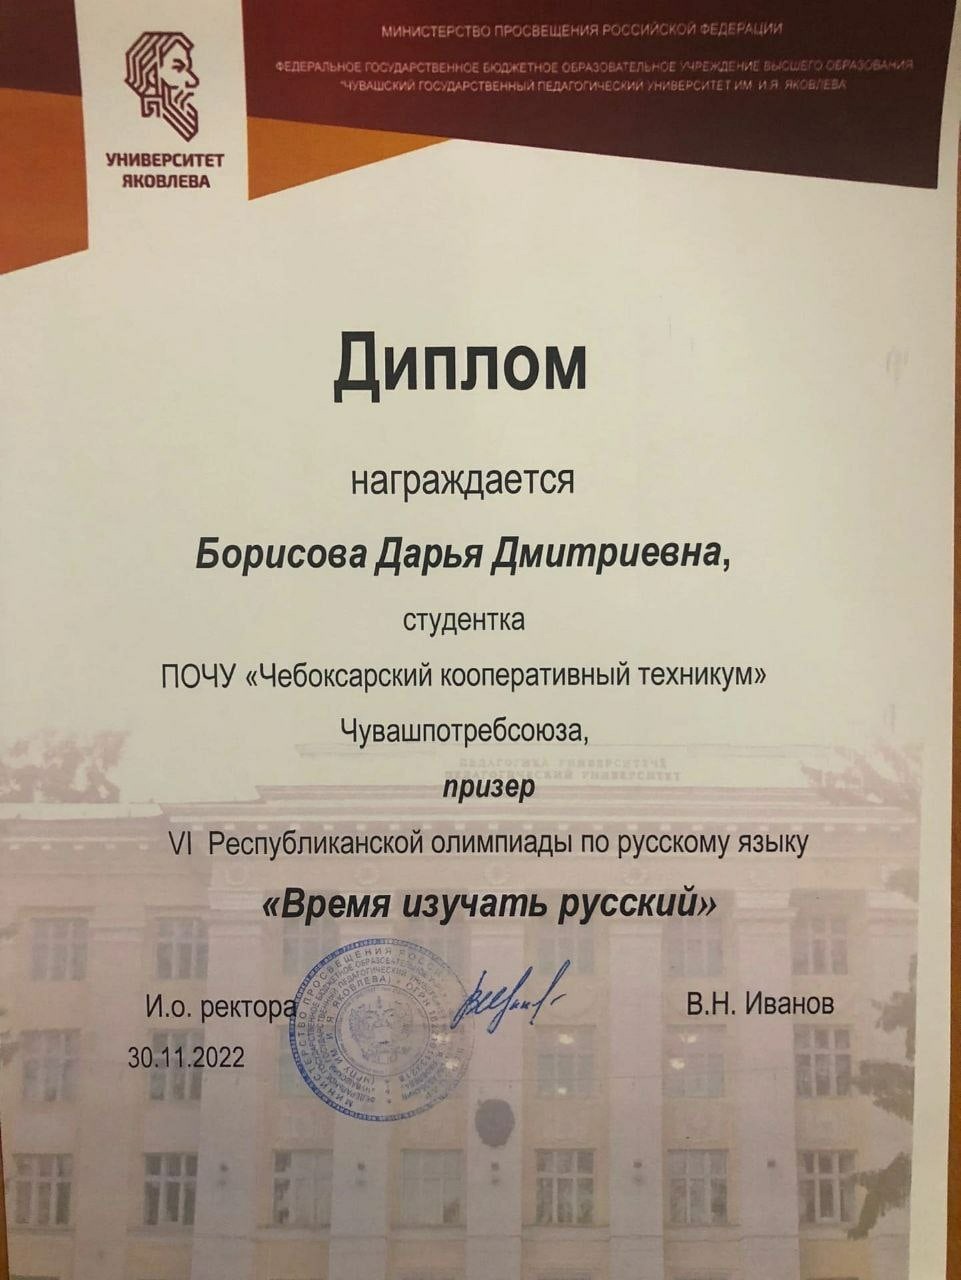 МИНИСТЕРСТВО ПРОСВЕЩЕНИЯ РОССИЙСКОЙ ФЕДЕРАЦИИ
ФЕДЕРАЛЬНОЕ ГОСУДАРСТВЕННОЕ БЮДЖЕТНОЕ ОБРАЗОВАТЕЛЬНОЕ УЧРЕЖДЕНИЕ ВЫСШЕГО ОБРАЗОВАНИЯ
"ЧУВАШСКИЙ ГОСУДАРСТВЕННЫЙ ПЕДАГОГИЧЕСКИЙ УНИВЕРСИТЕТ ИМ. И.Я. ЯКОВЛЕВА"
УНИВЕРСИТЕТ
ЯКОВЛЕВА
Диплом
награждается
Борисова Дарья Дмитриевна,
студентка
ПОЧУ «Чебоксарский кооперативный техникум»
Чувашпотребсоюза,
ПЕДАГОГИЧЕСКИЙ УНИВЕРСИТЕТ
призер
VI Республиканской олимпиады по русскому языку
«Время изучать русский»
И.о. ректора
В.Н. Иванов
30.11.2022